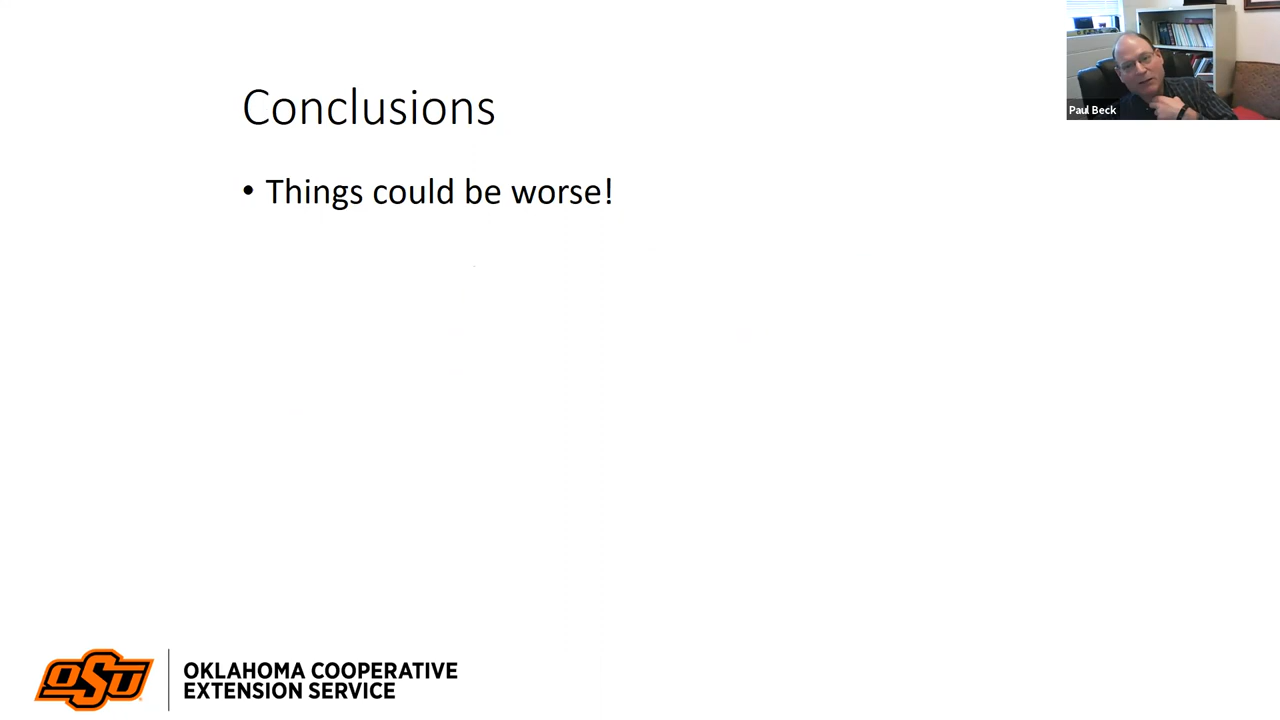 Paul Beck
Conclusions
• Things could be worse!
OSU
OKLAHOMA COOPERATIVE
EXTENSION SERVICE